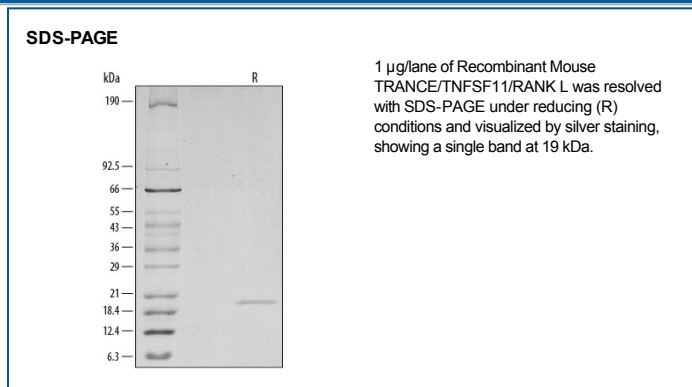 SDS-PAGE
kDa
R
190
92.5
66
55
43
36
29
21
18.4
12.4
6.3
1 µg/lane of Recombinant Mouse
TRANCE/TNFSF11/RANK L was resolved
with SDS-PAGE under reducing (R)
conditions and visualized by silver staining,
showing a single band at 19 kDa.